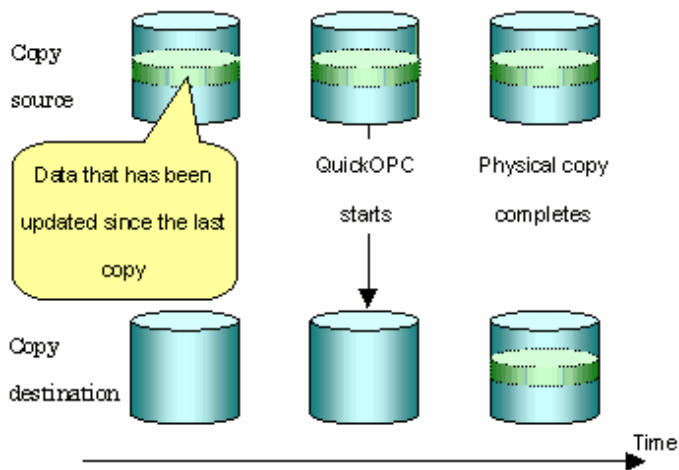 Copy
source
Data that has been
updated since the last
copy
QuickOPC
starts
Physical copy
completes
Copy
destination
Time